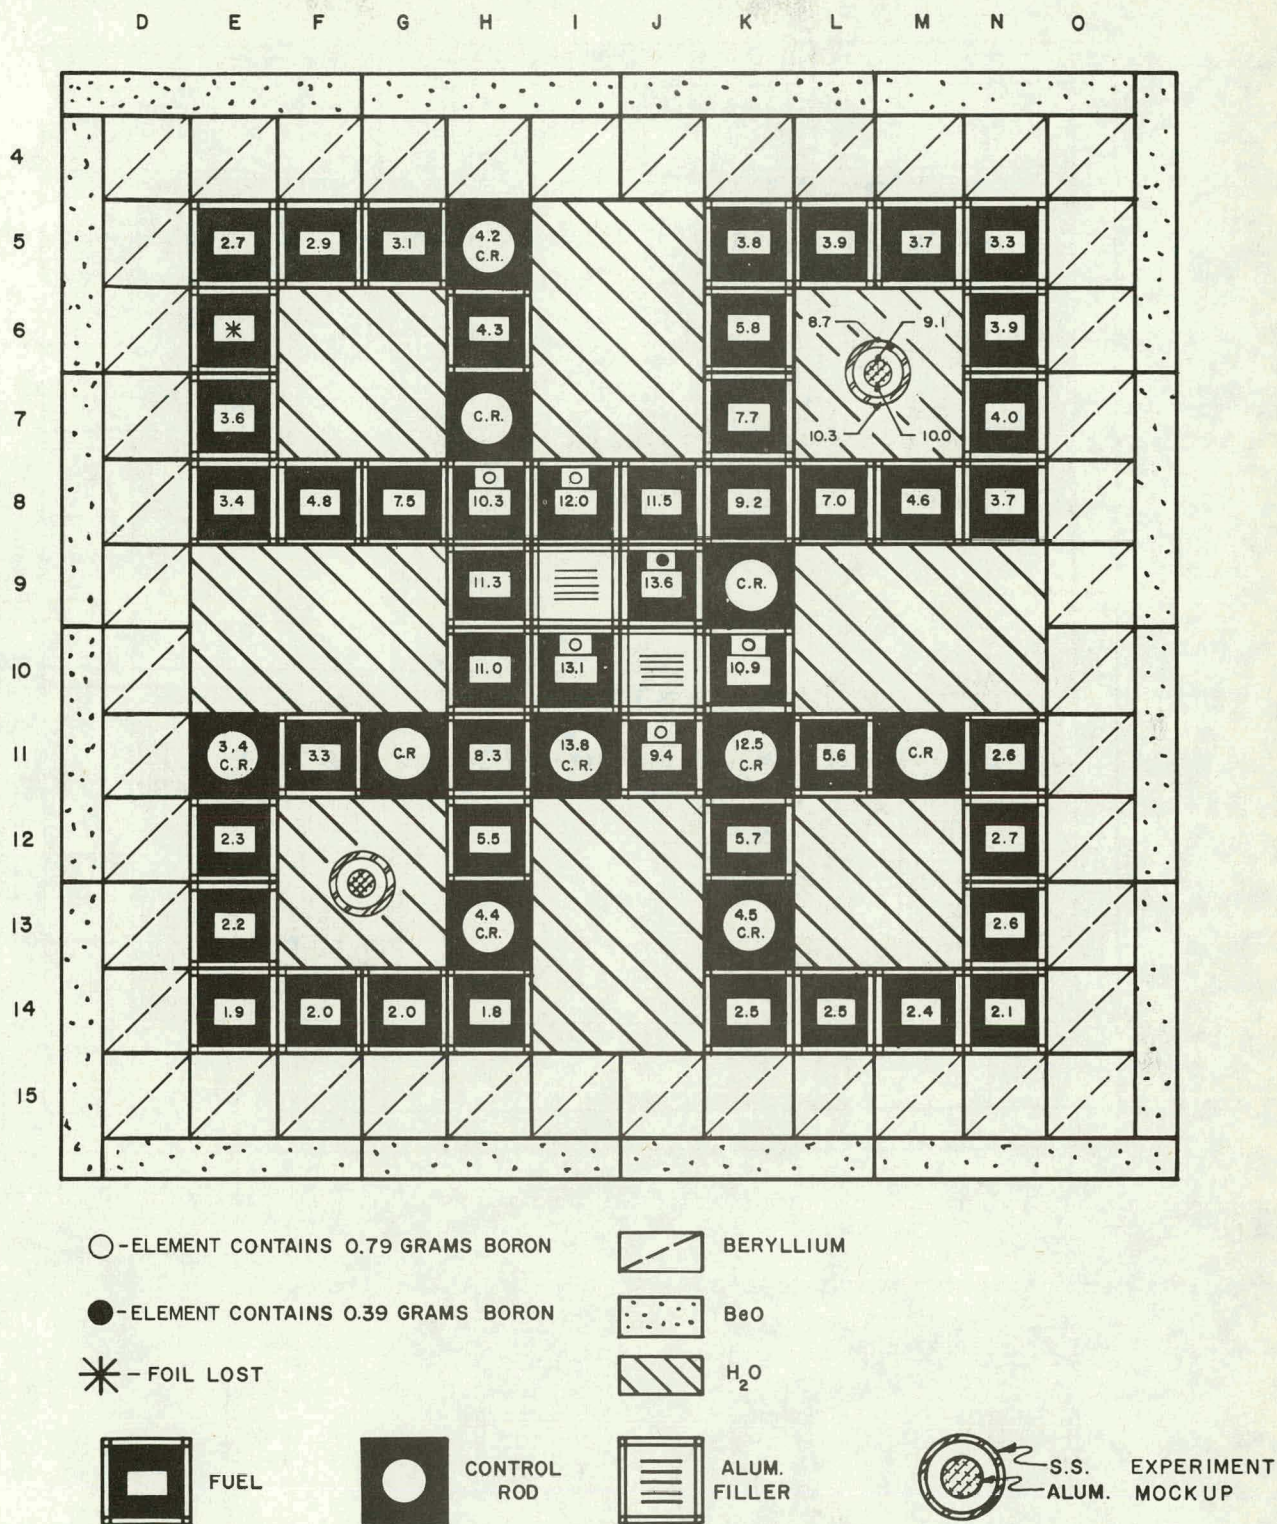 D E F G H I J K L M N O
4
5 2.7 2.9 3.1 4.2 3.8 3.9 3.7 3.3
C.R.
6 4.3 5.8 8.7 9.1 3.9
7 3.6 C.R. 7.7 10.3 10.0 4.0
8 3.4 4.8 7.5 10.3 12.0 11.5 9.2 7.0 4.6 3.7
9 11.3 13.6 C.R.
10 11.0 13.1 10.9
11 3.4 3.3 C.R 8.3 13.8 9.4 12.5 5.6 C.R 2.6
C.R. C.R. C.R
12 2.3 5.5 5.7 2.7
13 2.2 4.4 4.5 2.6
C.R. C.R.
14 1.9 2.0 2.0 1.8 2.5 2.5 2.4 2.1
15
-ELEMENT CONTAINS 0.79 GRAMS BORON
BERYLLIUM
-ELEMENT CONTAINS 0.39 GRAMS BORON
BeO
- FOIL LOST
H2O
FUEL
CONTROL
ROD
ALUM.
FILLER
S.S. EXPERIMENT
ALUM. MOCKUP